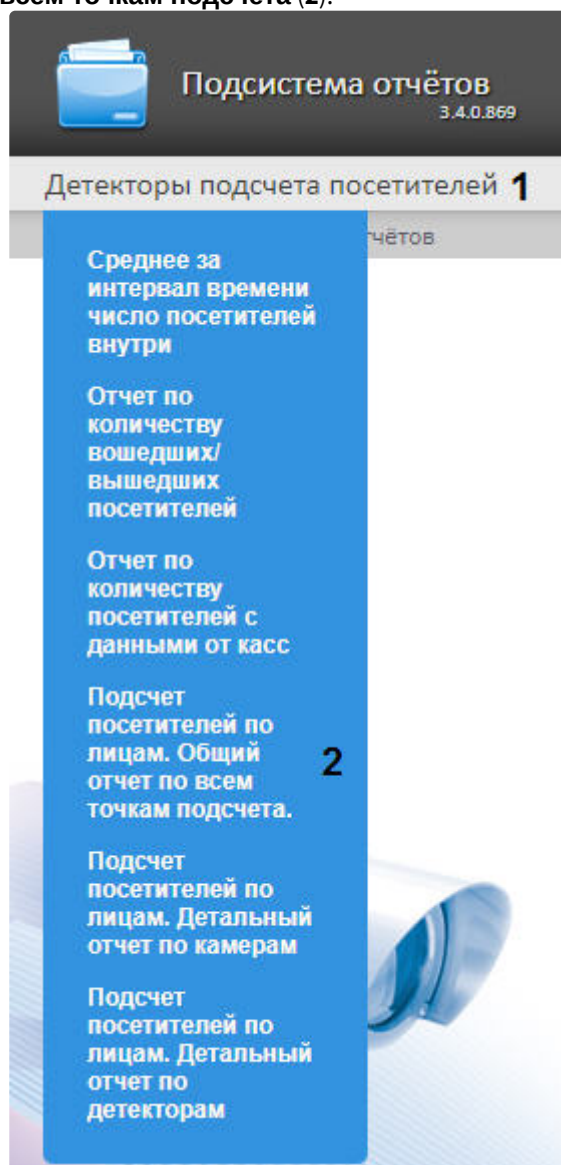 всем точкам подсчета (2).
Подсистема отчётов
3.4.0.869
Детекторы подсчета посетителей 1
чётов
Среднее за
интервал времени
число посетителей
внутри
Отчет по
количеству
вошедших/
вышедших
посетителей
Отчет по
количеству
посетителей с
данными от касс
Подсчет
посетителей по
лицам. Общий
отчет по всем
точкам подсчета.
2
Подсчет
посетителей по
лицам. Детальный
отчет по камерам
Подсчет
посетителей по
лицам. Детальный
отчет по
детекторам